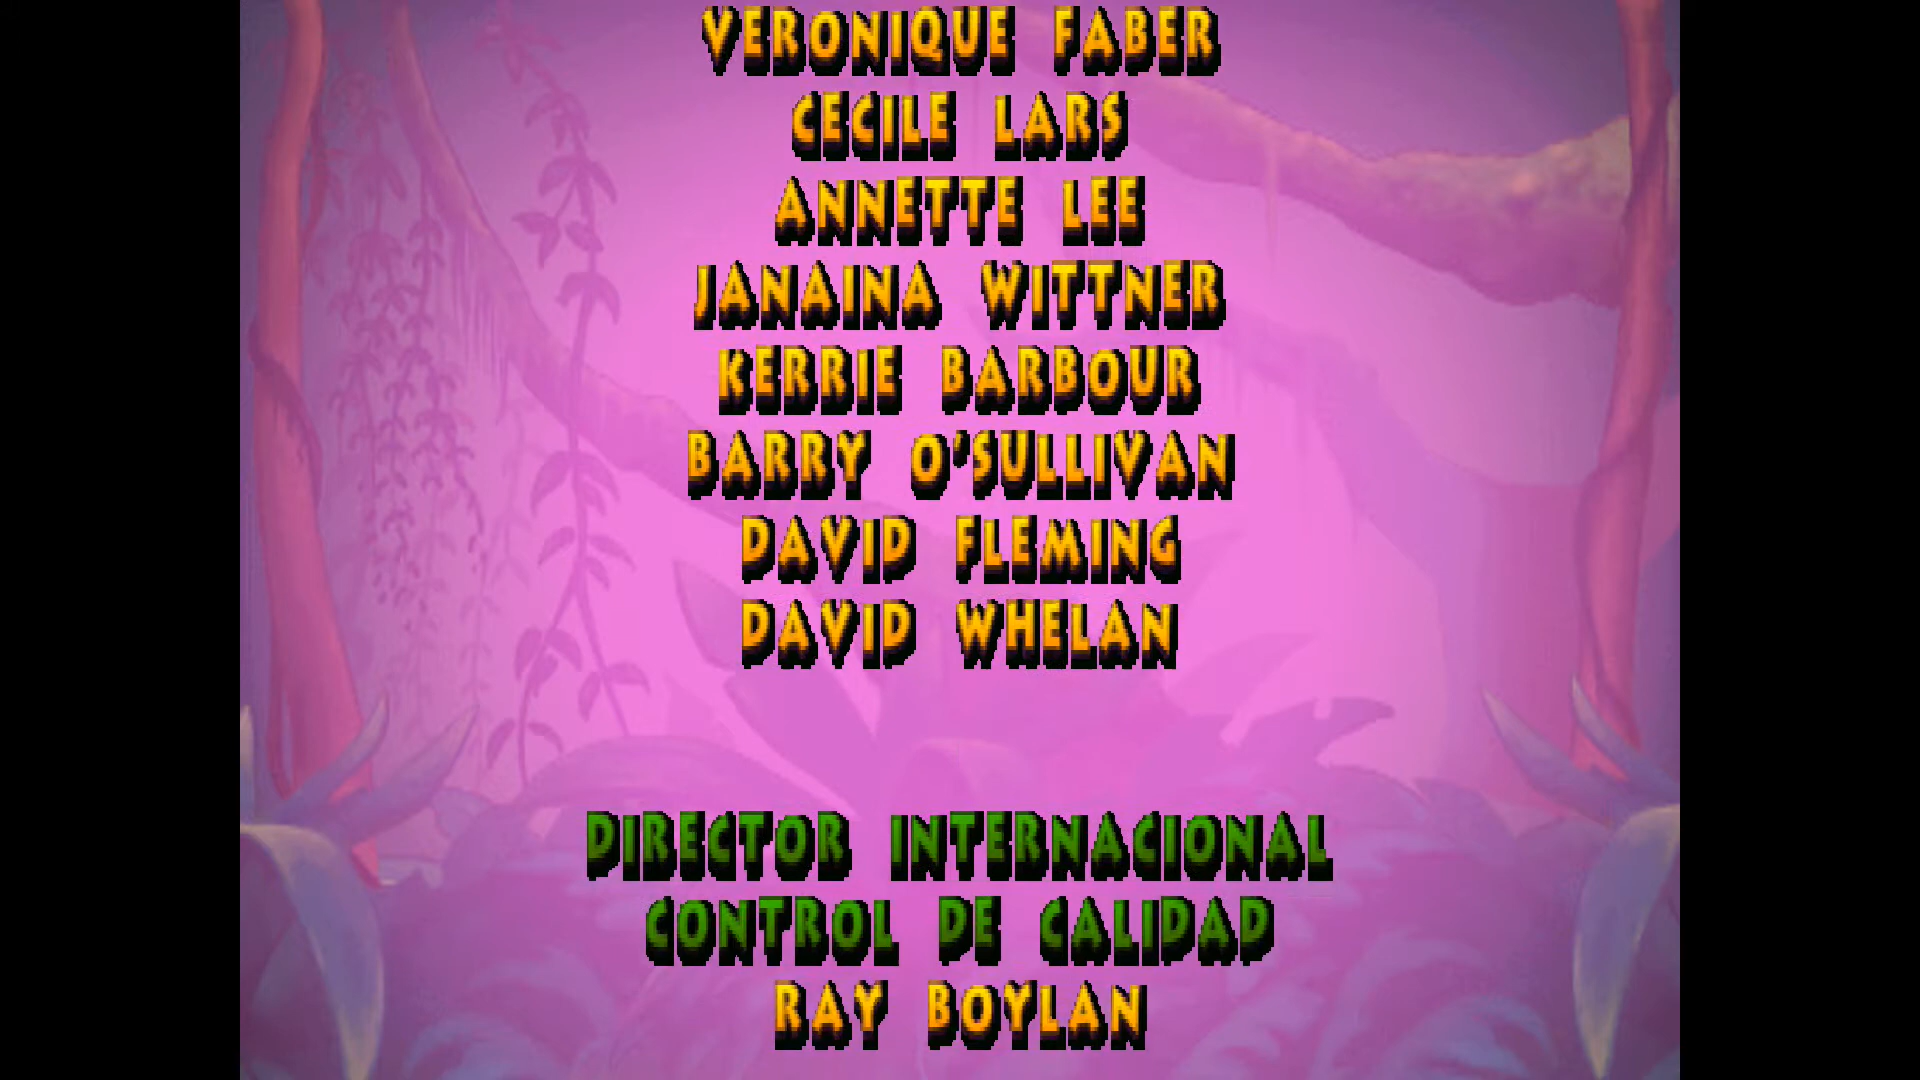 VERONIQUE FABER
CECILE LARS
ANNETTE LEE
JANAINA WITTNER
KERRIE BARBOUR
BARRY O'SULLIVAN
DAVID FLEMING
DAVID WHELAN
DIRECTOR INTERNACIONAL
CONTROL DE CALIDAD
RAY BOYLAN